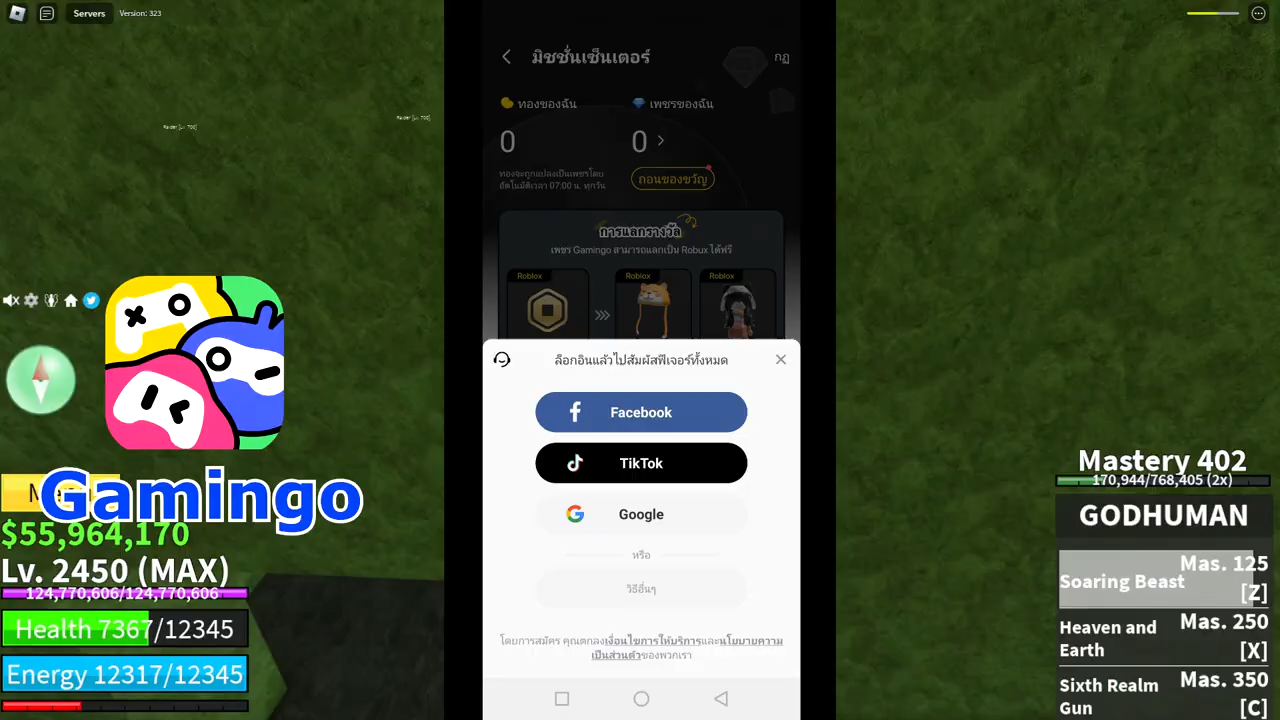 Servers
Version: 323
Raider [Lv. 700]
Raider [Lv. 700]
มิชชั่นเซ็นเตอร์
กฎ
ทองของฉัน
เพชรของฉัน
0
0
ทองจะถูกแปลงเป็นเพชรโดย
อัตโนมัติเวลา 07:00 น. ทุกวัน
ถอนของขวัญ
การแลกรางวัล
เพชร Gamingo สามารถแลกเป็น Robux ได้ฟรี
Roblox
Roblox
Roblox
ล็อกอินแล้วไปสัมผัสฟีเจอร์ทั้งหมด
Facebook
TikTok
Google
หรือ
วิธีอื่นๆ
โดยการสมัคร คุณตกลงเงื่อนไขการให้บริการและนโยบายความ
เป็นส่วนตัวของพวกเรา
Gamingo
$55,964,170
Lv. 2450 (MAX)
124,770,606/124,770,606
Health 7367/12345
Energy 12317/12345
Mastery 402
170,944/768,405 (2x)
GODHUMAN
Mas. 125
Soaring Beast
[Z]
Mas. 250
Heaven and
Earth
[X]
Mas. 350
Sixth Realm
Gun
[C]